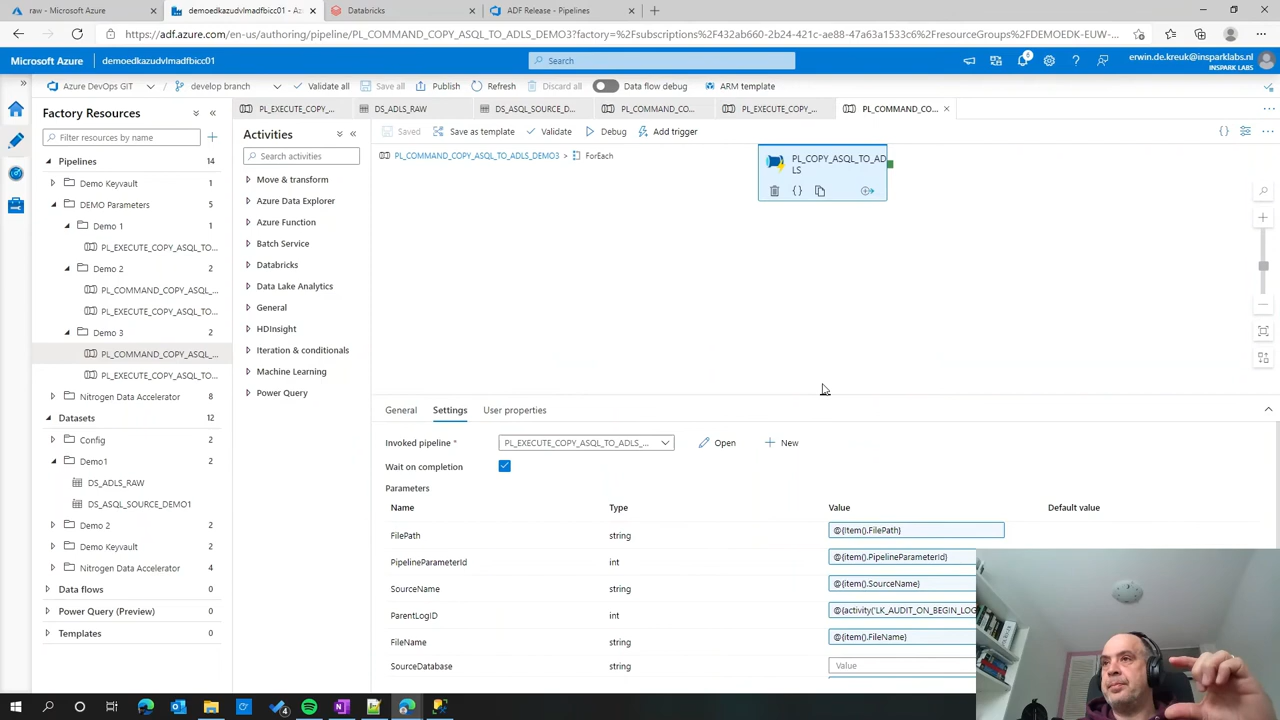 raw - Microsoft Azure
demoedkazudvlmadfbicc01 - Azure
Databricks
ADF Release - Pipelines
https://adf.azure.com/en-us/authoring/pipeline/PL_COMMAND_COPY_ASQL_TO_ADLS_DEMO3?factory=%2Fsubscriptions%2F432ab660-2b24-421c-ae88-47a63a1533c6%2FresourceGroups%2FDEMOEDK-EUW-...
Microsoft Azure
demoedkazudvlmadfbicc01
Search
8
erwin.de.kreuk@insparklabs.nl
INSPARK LABS
Azure DevOps GIT
develop branch
Validate all
Save all
Publish
Refresh
Discard all
Data flow debug
ARM template
Factory Resources
PL_EXECUTE_COPY_...
DS_ADLS_RAW
DS_ASQL_SOURCE_D...
PL_COMMAND_CO...
PL_EXECUTE_COPY_...
PL_COMMAND_CO...
Filter resources by name
Activities
Saved
Save as template
Validate
Debug
Add trigger
Search activities
PL_COMMAND_COPY_ASQL_TO_ADLS_DEMO3 > ForEach
Pipelines 14
Demo Keyvault 1
DEMO Parameters 5
Demo 1 1
PL_EXECUTE_COPY_ASQL_TO...
Demo 2 2
PL_COMMAND_COPY_ASQL_...
PL_EXECUTE_COPY_ASQL_TO...
Demo 3 2
PL_COMMAND_COPY_ASQL_...
PL_EXECUTE_COPY_ASQL_TO...
Nitrogen Data Accelerator 8
Datasets 12
Config 2
Demo1 2
DS_ADLS_RAW
DS_ASQL_SOURCE_DEMO1
Demo 2 2
Demo Keyvault 2
Nitrogen Data Accelerator 4
Data flows 0
Power Query (Preview) 0
Templates 0
Move & transform
Azure Data Explorer
Azure Function
Batch Service
Databricks
Data Lake Analytics
General
HDInsight
Iteration & conditionals
Machine Learning
Power Query
PL_COPY_ASQL_TO_AD
LS
General
Settings
User properties
Invoked pipeline *
PL_EXECUTE_COPY_ASQL_TO_ADLS_...
Open
New
Wait on completion
Parameters
Name Type Value Default value
FilePath string @{item().FilePath}
PipelineParameterId int @{item().PipelineParameterId}
SourceName string @{item().SourceName}
ParentLogID int @{activity('LK_AUDIT_ON_BEGIN_LOG
FileName string @{item().FileName}
SourceDatabase string Value